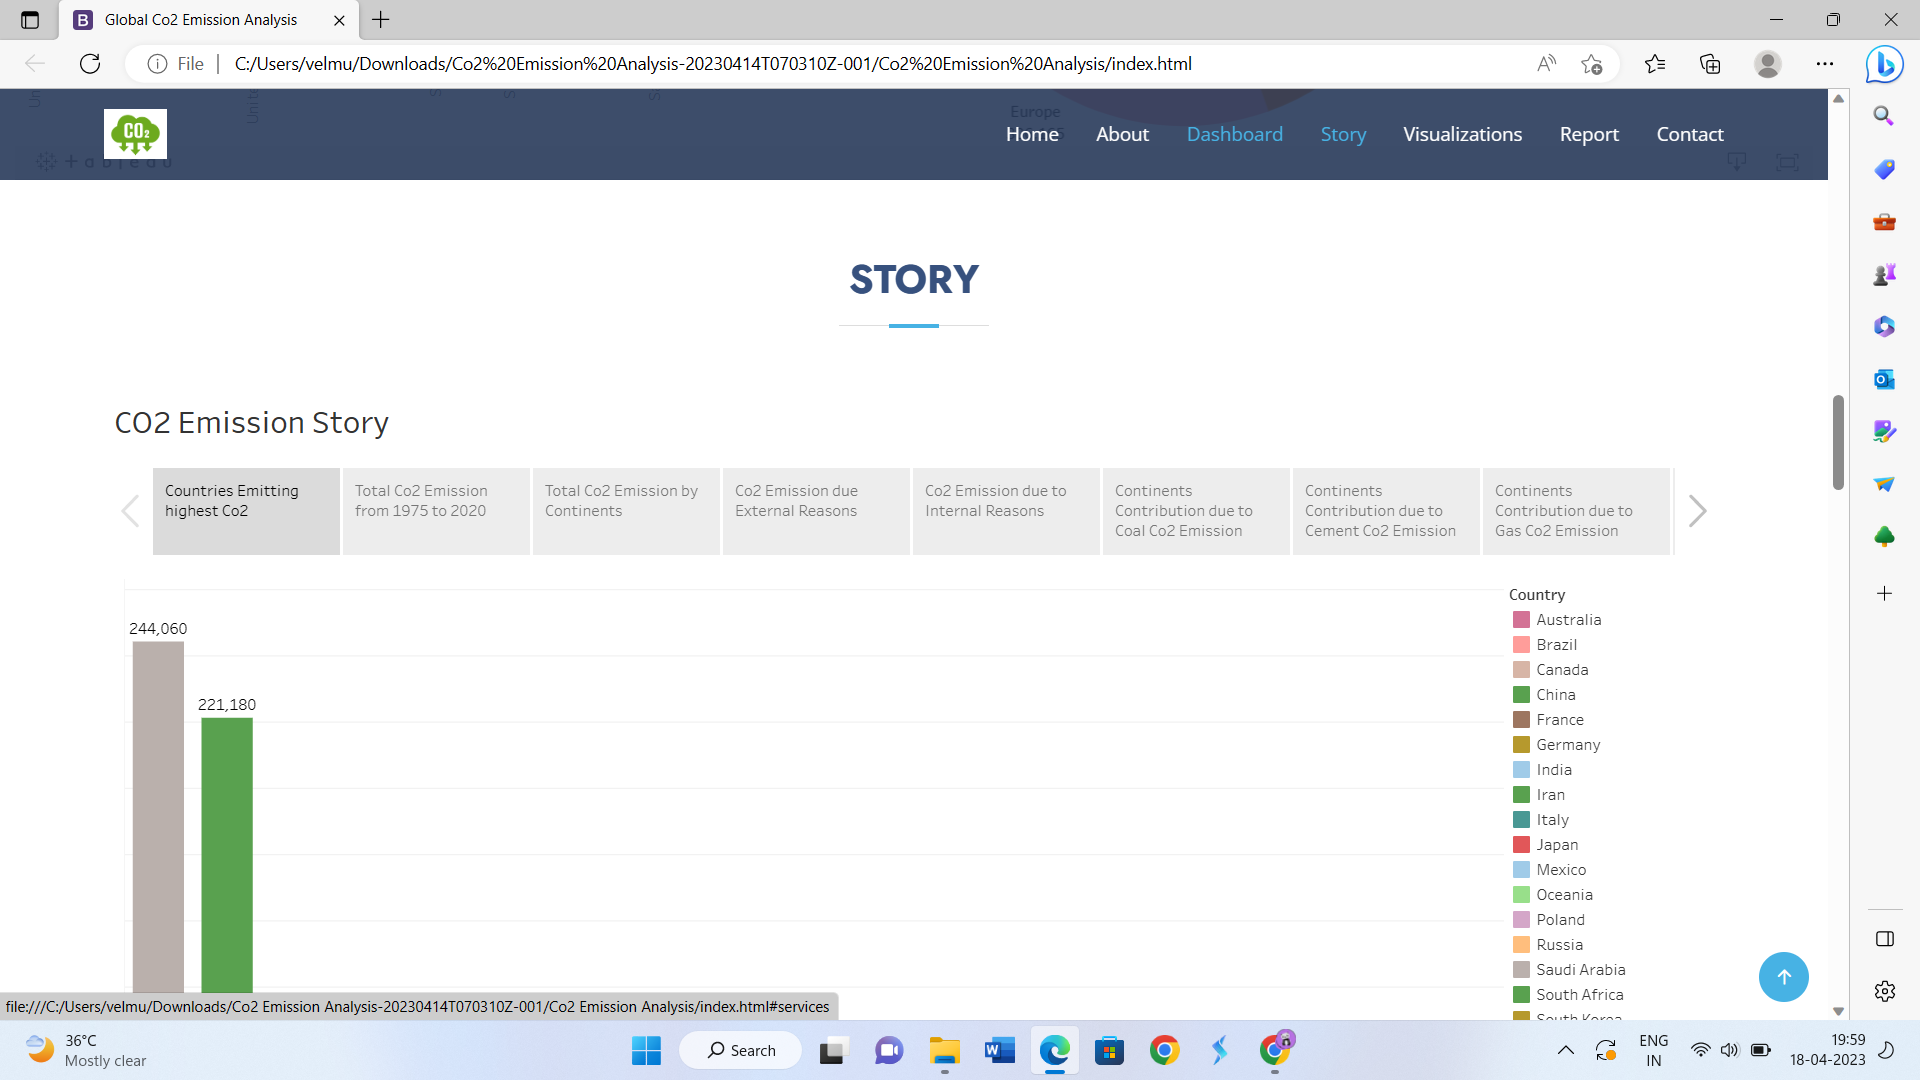 Global Co2 Emission Analysis
File
C:/Users/velmu/Downloads/Co2%20Emission%20Analysis-20230414T070310Z-001/Co2%20Emission%20Analysis/index.html
Europe
CO₂
Home About Dashboard Story Visualizations Report Contact
+ a b l e a u
STORY
CO2 Emission Story
Countries Emitting
highest Co2
Total Co2 Emission
from 1975 to 2020
Total Co2 Emission by
Continents
Co2 Emission due
External Reasons
Co2 Emission due to
Internal Reasons
Continents
Contribution due to
Coal Co2 Emission
Continents
Contribution due to
Cement Co2 Emission
Continents
Contribution due to
Gas Co2 Emission
244,060
221,180
Country
Australia
Brazil
Canada
China
France
Germany
India
Iran
Italy
Japan
Mexico
Oceania
Poland
Russia
Saudi Arabia
South Africa
South Korea
file:///C:/Users/velmu/Downloads/Co2 Emission Analysis-20230414T070310Z-001/Co2 Emission Analysis/index.html#services
36°C
Mostly clear
Search
ENG
IN
19:59
18-04-2023